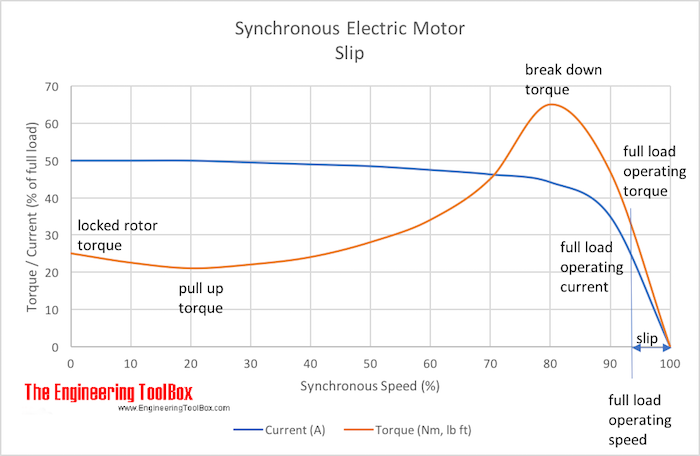 Synchronous Electric Motor
Slip
break down
torque
full load
operating
torque
locked rotor
torque
pull up
torque
full load
operating
current
slip
full load
operating
speed
Torque / Current (% of full load)
70
60
50
40
30
20
10
0
0 10 20 30 40 50 60 70 80 90 100
Synchronous Speed (%)
The Engineering ToolBox
www.EngineeringToolBox.com
Current (A) Torque (Nm, lb ft)